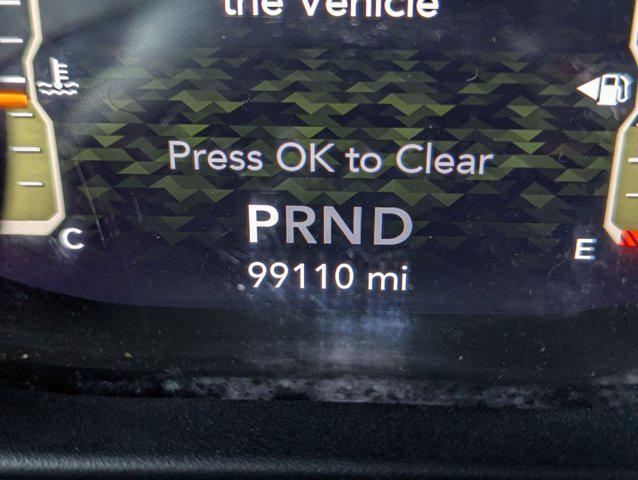 the Vehicle
Press OK to Clear
PRND
C
E
99110 mi